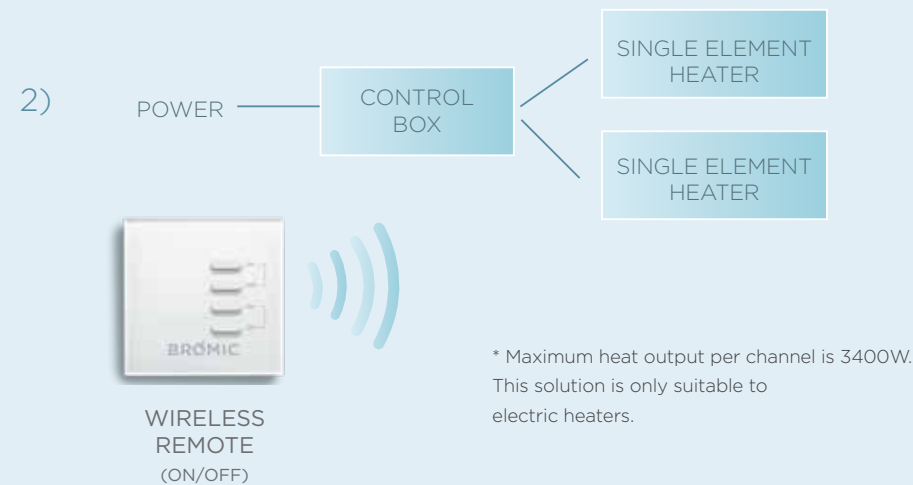 2)
POWER
CONTROL
BOX
SINGLE ELEMENT
HEATER
SINGLE ELEMENT
HEATER
BROMIC
WIRELESS
REMOTE
(ON/OFF)
* Maximum heat output per channel is 3400W.
This solution is only suitable to
electric heaters.